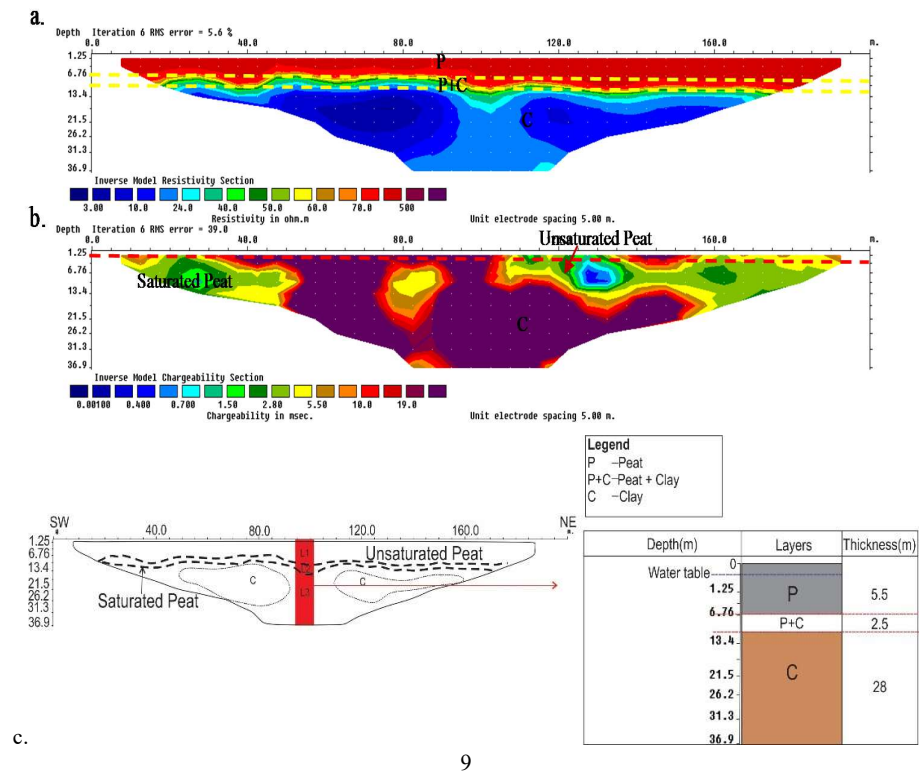 a.
Depth Iteration 6 RMS error = 5.6 %
0.0 40.0 80.0 120.0 160.0 m.
1.25
6.76
13.4
21.5
26.2
31.3
36.9
P
P+C
C
Inverse Model Resistivity Section
3.00 10.0 24.0 40.0 50.0 60.0 70.0 500
Resistivity in ohm.m
Unit electrode spacing 5.00 m.
b.
Depth Iteration 6 RMS error = 39.0
0.0 40.0 80.0 120.0 160.0 m.
Unsaturated Peat
1.25
6.76
13.4
21.5
26.2
31.3
36.9
Saturated Peat
C
Inverse Model Chargeability Section
0.00100 0.400 0.700 1.50 2.80 5.50 10.0 19.0
Chargeability in msec.
Unit electrode spacing 5.00 m.
Legend
P –Peat
P+C–Peat + Clay
C –Clay
SW NE
40.0 80.0 120.0 160.0
1.25
6.76
13.4
21.5
26.2
31.3
36.9
L1
Unsaturated Peat
C C
Saturated Peat
Depth(m) Layers Thickness(m)
0
Water table
1.25 P 5.5
6.76
P+C 2.5
13.4
21.5 C
26.2 28
31.3
36.9
c.
9